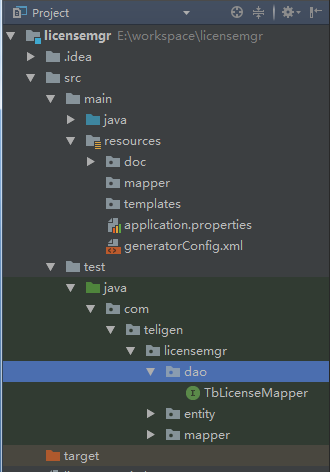 Project
licensemgr E:\workspace\licensemgr
.idea
src
main
java
resources
doc
mapper
templates
application.properties
generatorConfig.xml
test
java
com
teligen
licensemgr
dao
TbLicenseMapper
entity
mapper
target